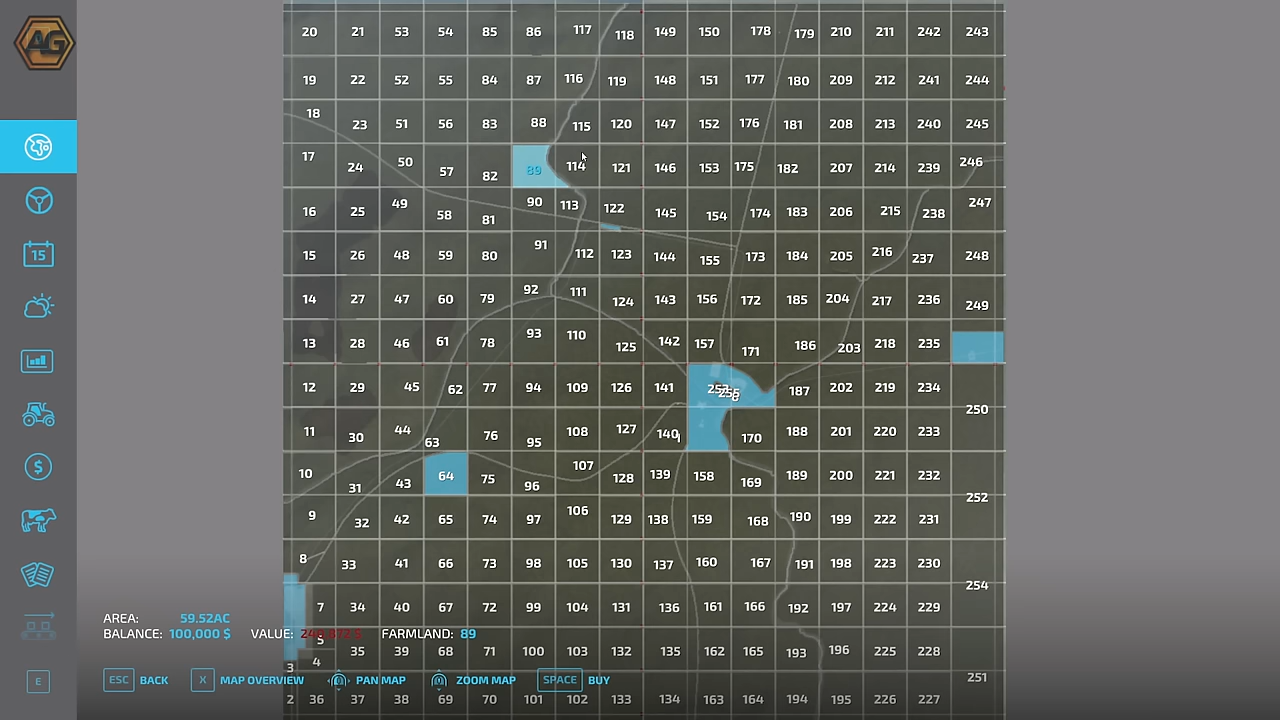 AG
20 21 53 54 85 86 117 118 149 150 178 179 210 211 242 243
19 22 52 55 84 87 116 119 148 151 177 180 209 212 241 244
18 23 51 56 83 88 115 120 147 152 176 181 208 213 240 245
17 24 50 57 82 89 114 121 146 153 175 182 207 214 239 246
16 25 49 58 81 90 113 122 145 154 174 183 206 215 238 247
15 26 48 59 80 91 112 123 144 155 173 184 205 216 237 248
14 27 47 60 79 92 111 124 143 156 172 185 204 217 236 249
13 28 46 61 78 93 110 125 142 157 171 186 203 218 235
12 29 45 62 77 94 109 126 141 187 202 219 234
11 30 44 63 76 95 108 127 140 170 188 201 220 233 250
10 31 43 64 75 96 107 128 139 158 169 189 200 221 232
9 32 42 65 74 97 106 129 138 159 168 190 199 222 231 252
8 33 41 66 73 98 105 130 137 160 167 191 198 223 230 254
7 34 40 67 72 99 104 131 136 161 166 192 197 224 229
5 35 39 68 71 100 103 132 135 162 165 193 196 225 228
3 4
2 36 37 38 69 70 101 102 133 134 163 164 194 195 226 227 251
15
$
AREA: 59.52AC
BALANCE: 100,000 $ VALUE: FARMLAND: 89
ESC BACK X MAP OVERVIEW PAN MAP ZOOM MAP SPACE BUY
E